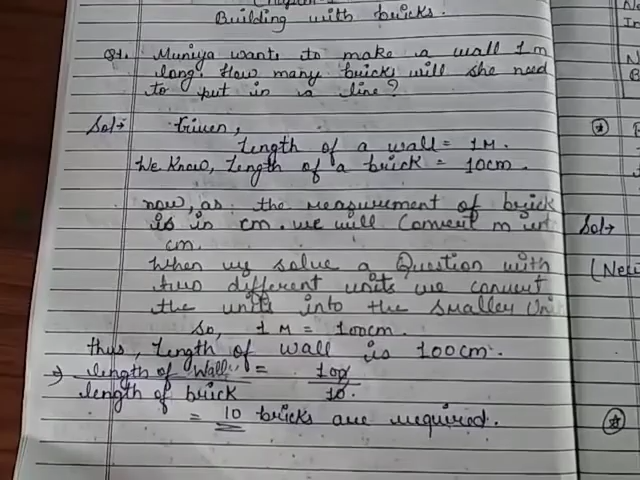 Building with bricks.
Q1. Muniya wants to make a wall 1m
long. How many bricks will she need
to put in a line?
Sol→ Given,
Length of a wall = 1M.
We Know, Length of a brick = 10cm.
now, as the measurement of brick
is in cm. we will Convert m int
cm.
When we solve a Question with
two different units we convert
the units into the smaller Uni
So, 1 M = 100cm.
thus, Length of wall is 100cm.
→ length of Wall = 100
length of brick 10.
= 10 bricks are required.
Sol→